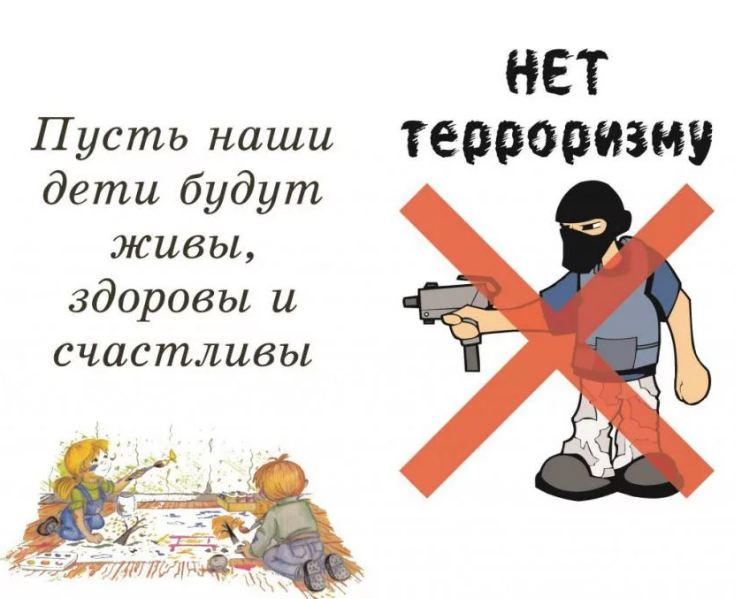 Пусть наши
дети будут
живы,
здоровы и
счастливы
НЕТ
терроризму